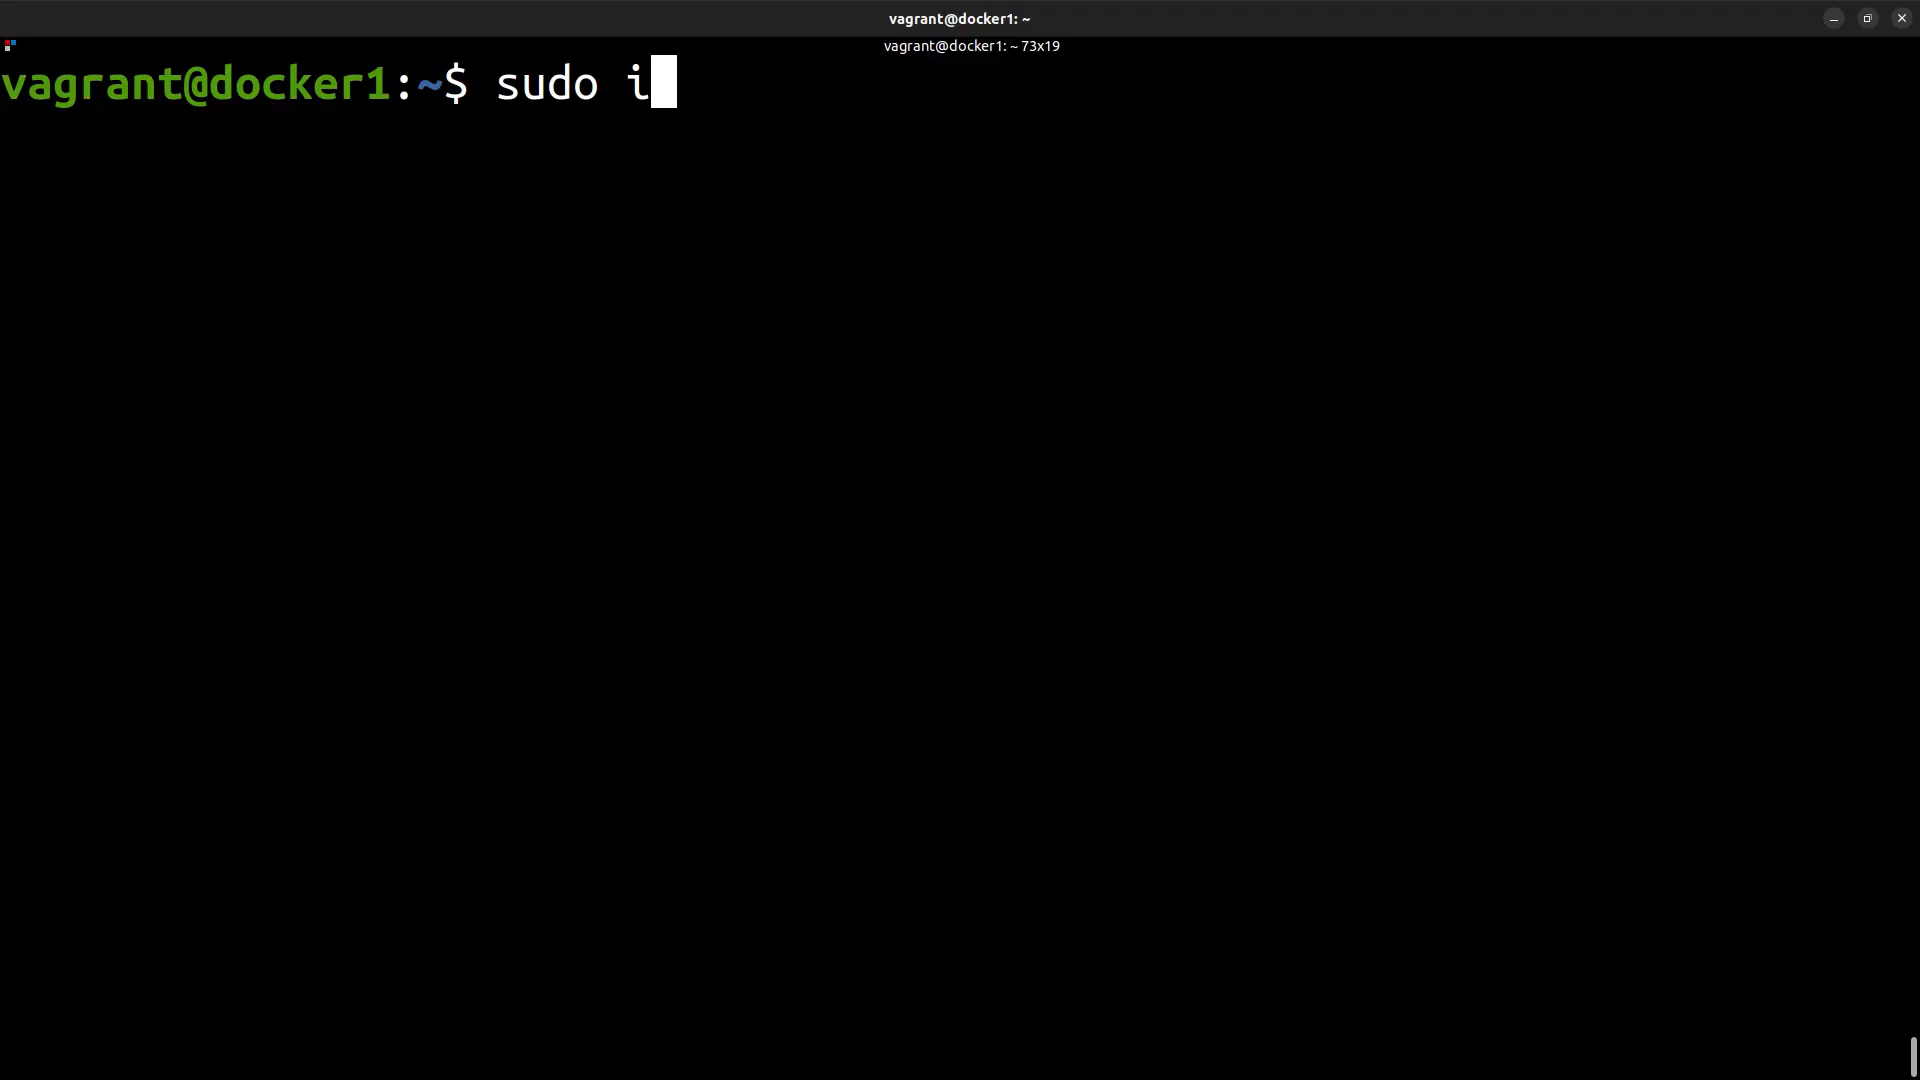 vagrant@docker1: ~
vagrant@docker1: ~ 73x19
vagrant@docker1:~$ sudo i